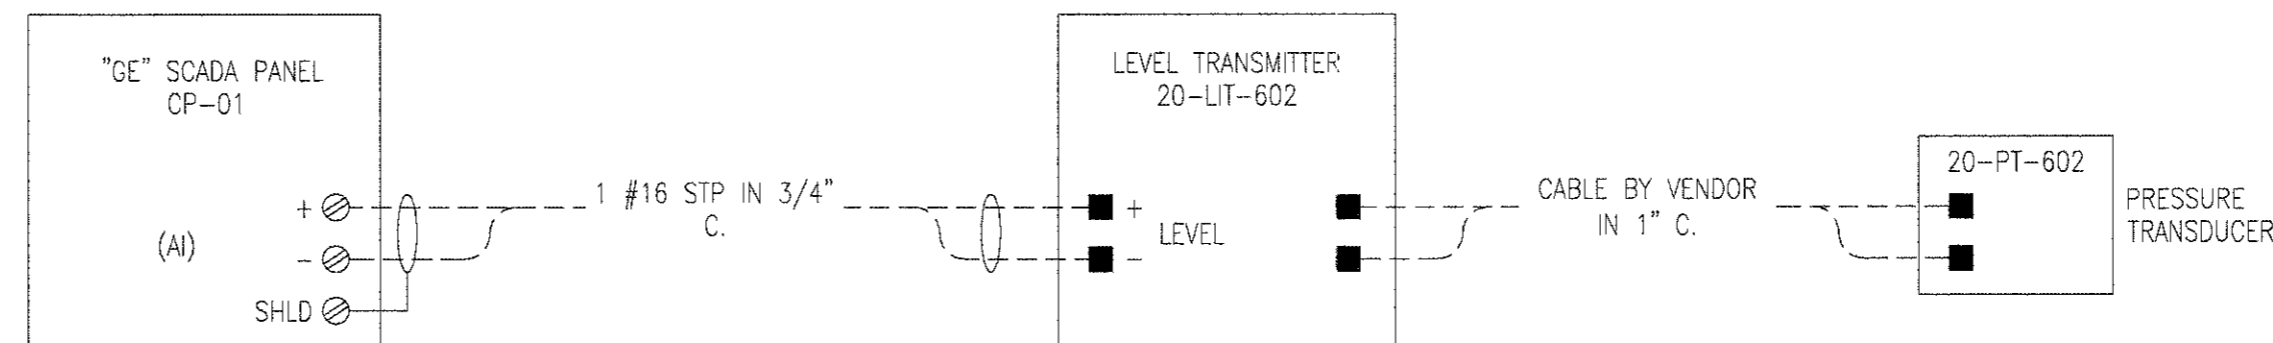 "GE" SCADA PANEL
CP-01
+
(AI)
-
SHLD
1 #16 STP IN 3/4"
C.
LEVEL TRANSMITTER
20-LIT-602
+
LEVEL
-
CABLE BY VENDOR
IN 1" C.
20-PT-602
PRESSURE
TRANSDUCER